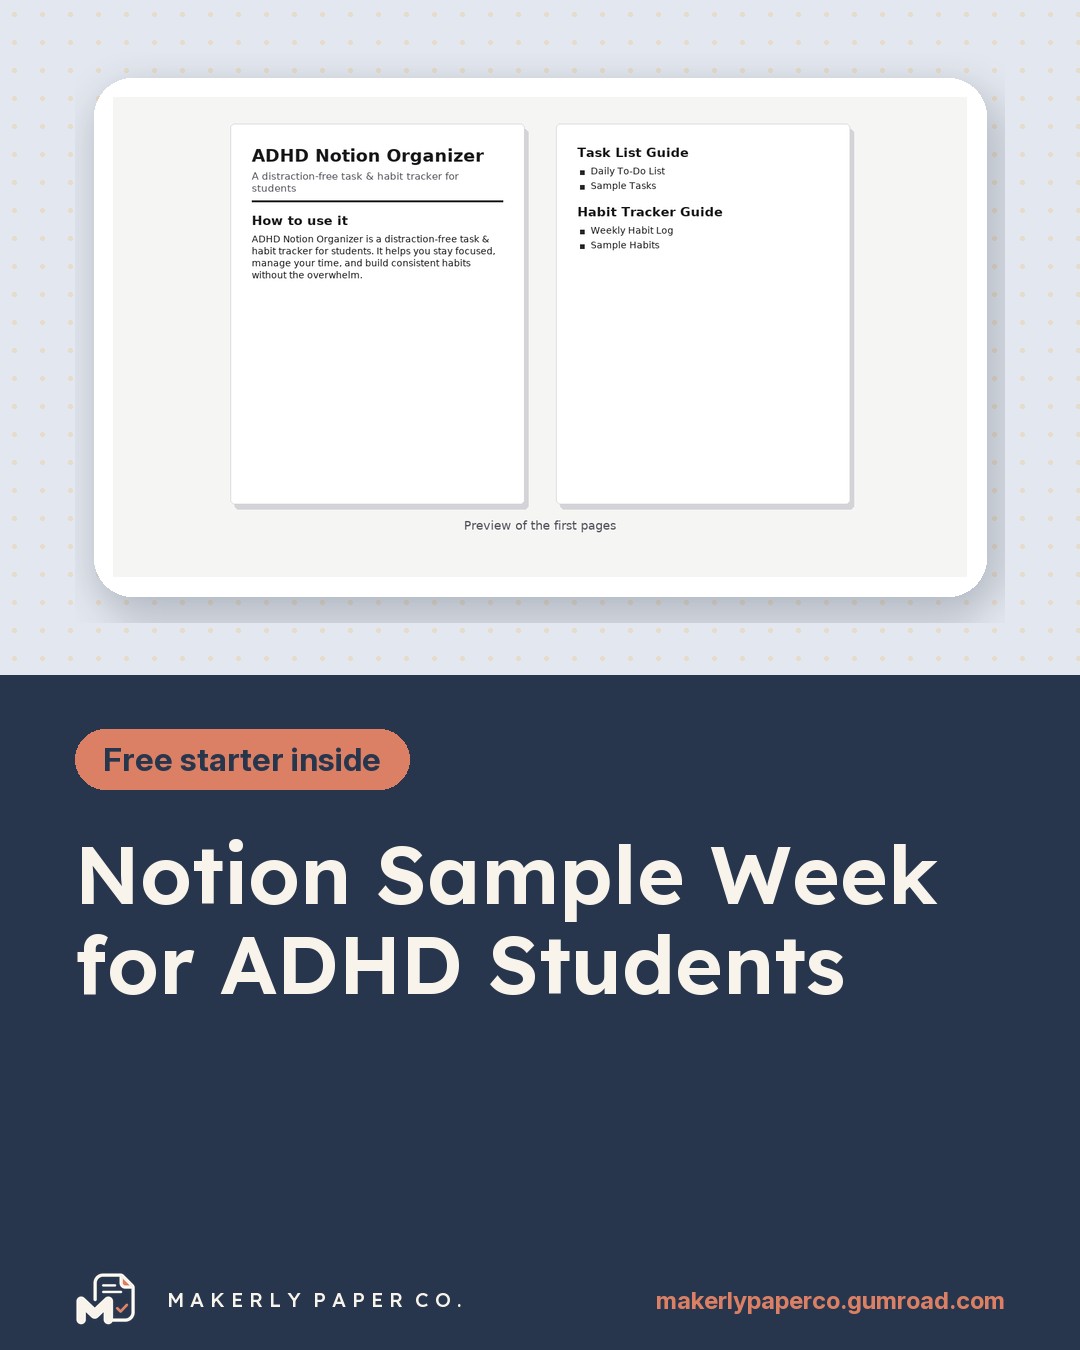 ADHD Notion Organizer
A distraction-free task & habit tracker for
students
How to use it
ADHD Notion Organizer is a distraction-free task &
habit tracker for students. It helps you stay focused,
manage your time, and build consistent habits
without the overwhelm.
Task List Guide
▪ Daily To-Do List
▪ Sample Tasks
Habit Tracker Guide
▪ Weekly Habit Log
▪ Sample Habits
Preview of the first pages
Free starter inside
Notion Sample Week
for ADHD Students
MAKERLY PAPER CO.
makerlypaperco.gumroad.com